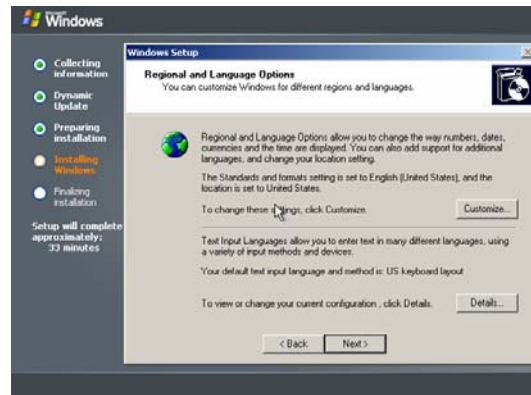 Microsoft
Windows
Collecting
information
Dynamic
Update
Preparing
installation
Installing
Windows
Finalizing
installation
Setup will complete
approximately:
33 minutes
Windows Setup
Regional and Language Options
You can customize Windows for different regions and languages.
Regional and Language Options allow you to change the way numbers, dates,
currencies and the time are displayed. You can also add support for additional
languages, and change your location setting.
The Standards and formats setting is set to English (United States), and the
location is set to United States.
To change these settings, click Customize.
Customize...
Text Input Languages allow you to enter text in many different languages, using
a variety of input methods and devices.
Your default text input language and method is: US keyboard layout
To view or change your current configuration , click Details.
Details...
< Back
Next >